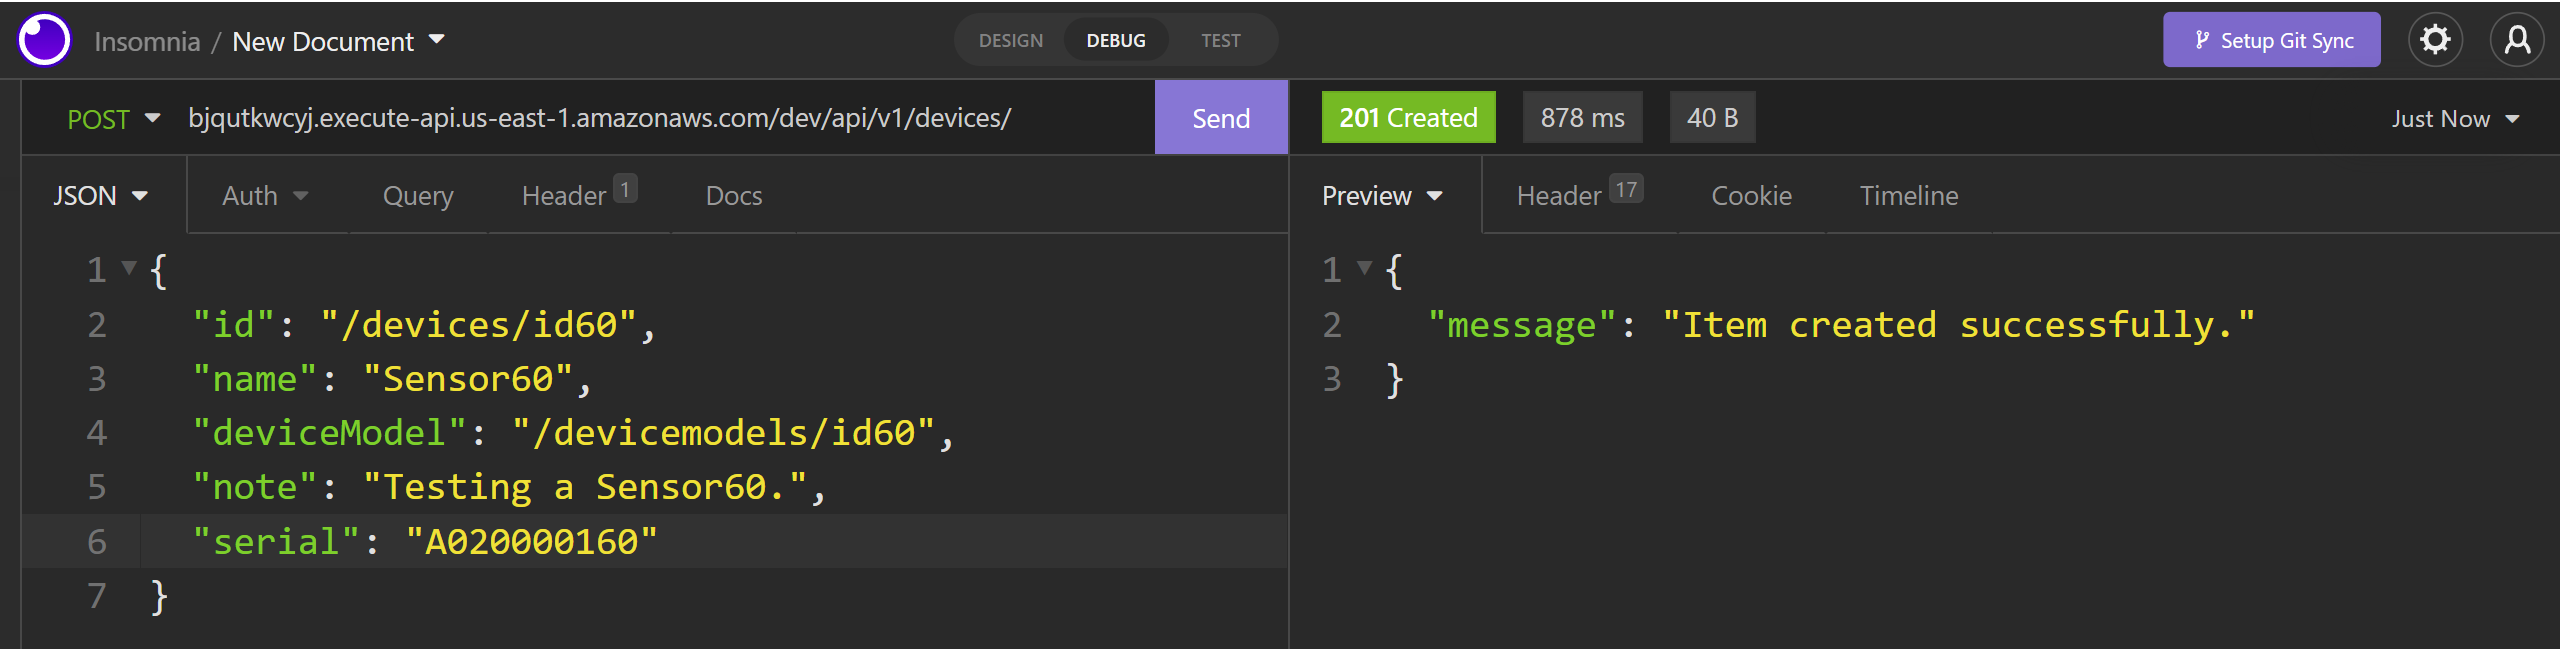 Insomnia / New Document
DESIGN DEBUG TEST
Setup Git Sync
POST bjqutkwcyj.execute-api.us-east-1.amazonaws.com/dev/api/v1/devices/ Send
201 Created 878 ms 40 B Just Now
JSON Auth Query Header 1 Docs
Preview Header 17 Cookie Timeline
1 {
2 "id": "/devices/id60",
3 "name": "Sensor60",
4 "deviceModel": "/devicemodels/id60",
5 "note": "Testing a Sensor60.",
6 "serial": "A020000160"
7 }
1 {
2 "message": "Item created successfully."
3 }